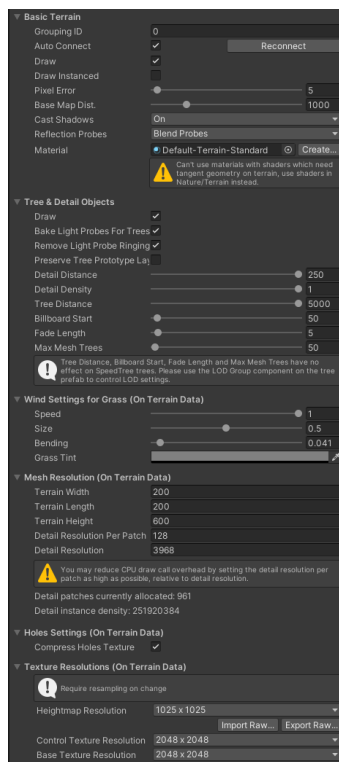 Basic Terrain
Grouping ID 0
Auto Connect Reconnect
Draw
Draw Instanced
Pixel Error 5
Base Map Dist. 1000
Cast Shadows On
Reflection Probes Blend Probes
Material Default-Terrain-Standard Create...
Can't use materials with shaders which need
tangent geometry on terrain, use shaders in
Nature/Terrain instead.
Tree & Detail Objects
Draw
Bake Light Probes For Trees
Remove Light Probe Ringing
Preserve Tree Prototype Lay
Detail Distance 250
Detail Density 1
Tree Distance 5000
Billboard Start 50
Fade Length 5
Max Mesh Trees 50
Tree Distance, Billboard Start, Fade Length and Max Mesh Trees have no
effect on SpeedTree trees. Please use the LOD Group component on the tree
prefab to control LOD settings.
Wind Settings for Grass (On Terrain Data)
Speed 1
Size 0.5
Bending 0.041
Grass Tint
Mesh Resolution (On Terrain Data)
Terrain Width 200
Terrain Length 200
Terrain Height 600
Detail Resolution Per Patch 128
Detail Resolution 3968
You may reduce CPU draw call overhead by setting the detail resolution per
patch as high as possible, relative to detail resolution.
Detail patches currently allocated: 961
Detail instance density: 251920384
Holes Settings (On Terrain Data)
Compress Holes Texture
Texture Resolutions (On Terrain Data)
Require resampling on change
Heightmap Resolution 1025 x 1025
Import Raw... Export Raw...
Control Texture Resolution 2048 x 2048
Base Texture Resolution 2048 x 2048